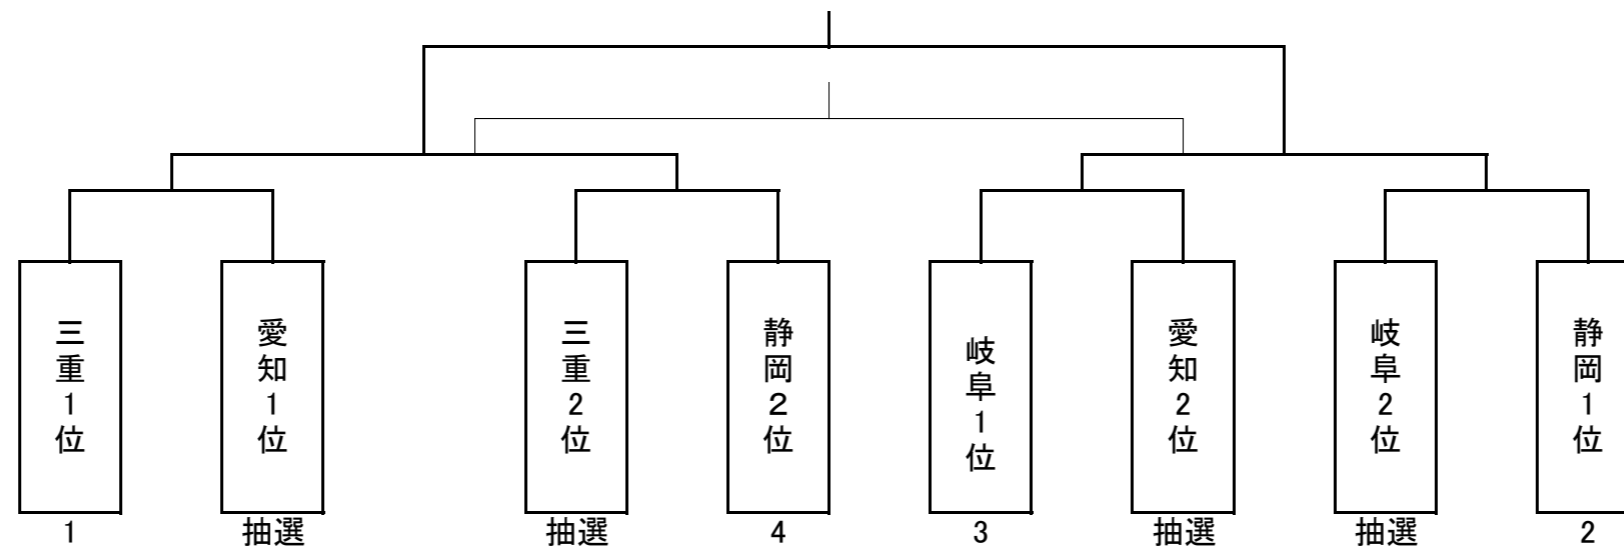 三重1位
愛知1位
三重2位
静岡2位
岐阜1位
愛知2位
岐阜2位
静岡1位
1
抽選
抽選
4
3
抽選
抽選
2